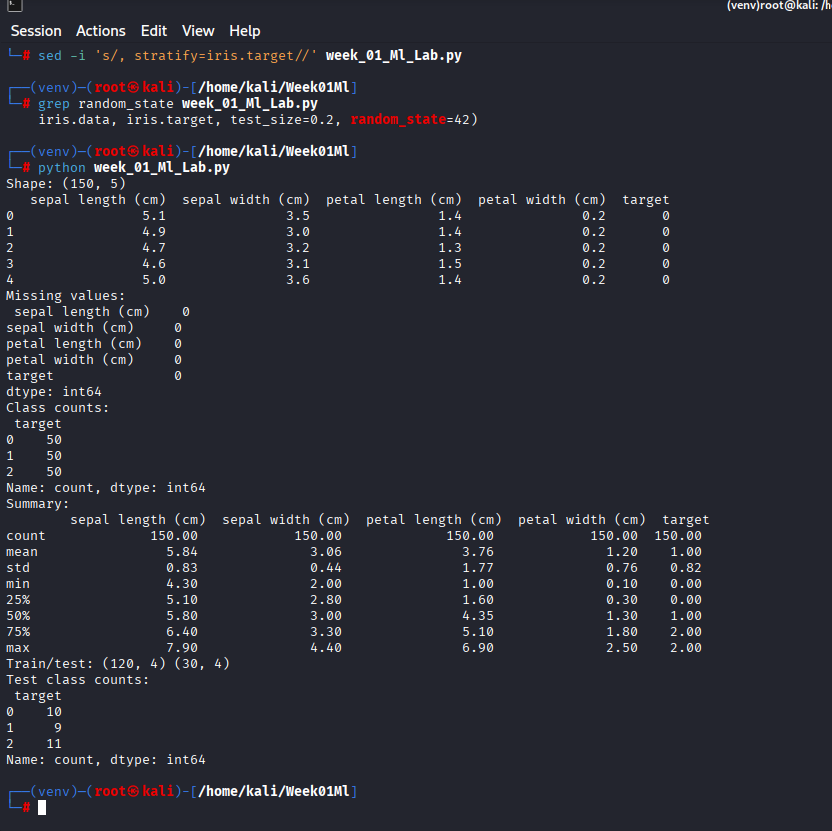 (venv)root@kali: /h
Session Actions Edit View Help
└─# sed -i 's/, stratify=iris.target//' week_01_Ml_Lab.py
┌──(venv)─(root㉿kali)-[/home/kali/Week01Ml]
└─# grep random_state week_01_Ml_Lab.py
    iris.data, iris.target, test_size=0.2, random_state=42)
┌──(venv)─(root㉿kali)-[/home/kali/Week01Ml]
└─# python week_01_Ml_Lab.py
Shape: (150, 5)
   sepal length (cm)  sepal width (cm)  petal length (cm)  petal width (cm)  target
0                5.1               3.5                1.4               0.2       0
1                4.9               3.0                1.4               0.2       0
2                4.7               3.2                1.3               0.2       0
3                4.6               3.1                1.5               0.2       0
4                5.0               3.6                1.4               0.2       0
Missing values:
 sepal length (cm)    0
sepal width (cm)     0
petal length (cm)    0
petal width (cm)     0
target               0
dtype: int64
Class counts:
 target
0    50
1    50
2    50
Name: count, dtype: int64
Summary:
        sepal length (cm)  sepal width (cm)  petal length (cm)  petal width (cm)  target
count              150.00            150.00             150.00            150.00  150.00
mean                 5.84              3.06               3.76              1.20    1.00
std                  0.83              0.44               1.77              0.76    0.82
min                  4.30              2.00               1.00              0.10    0.00
25%                  5.10              2.80               1.60              0.30    0.00
50%                  5.80              3.00               4.35              1.30    1.00
75%                  6.40              3.30               5.10              1.80    2.00
max                  7.90              4.40               6.90              2.50    2.00
Train/test: (120, 4) (30, 4)
Test class counts:
 target
0    10
1     9
2    11
Name: count, dtype: int64
┌──(venv)─(root㉿kali)-[/home/kali/Week01Ml]
└─#